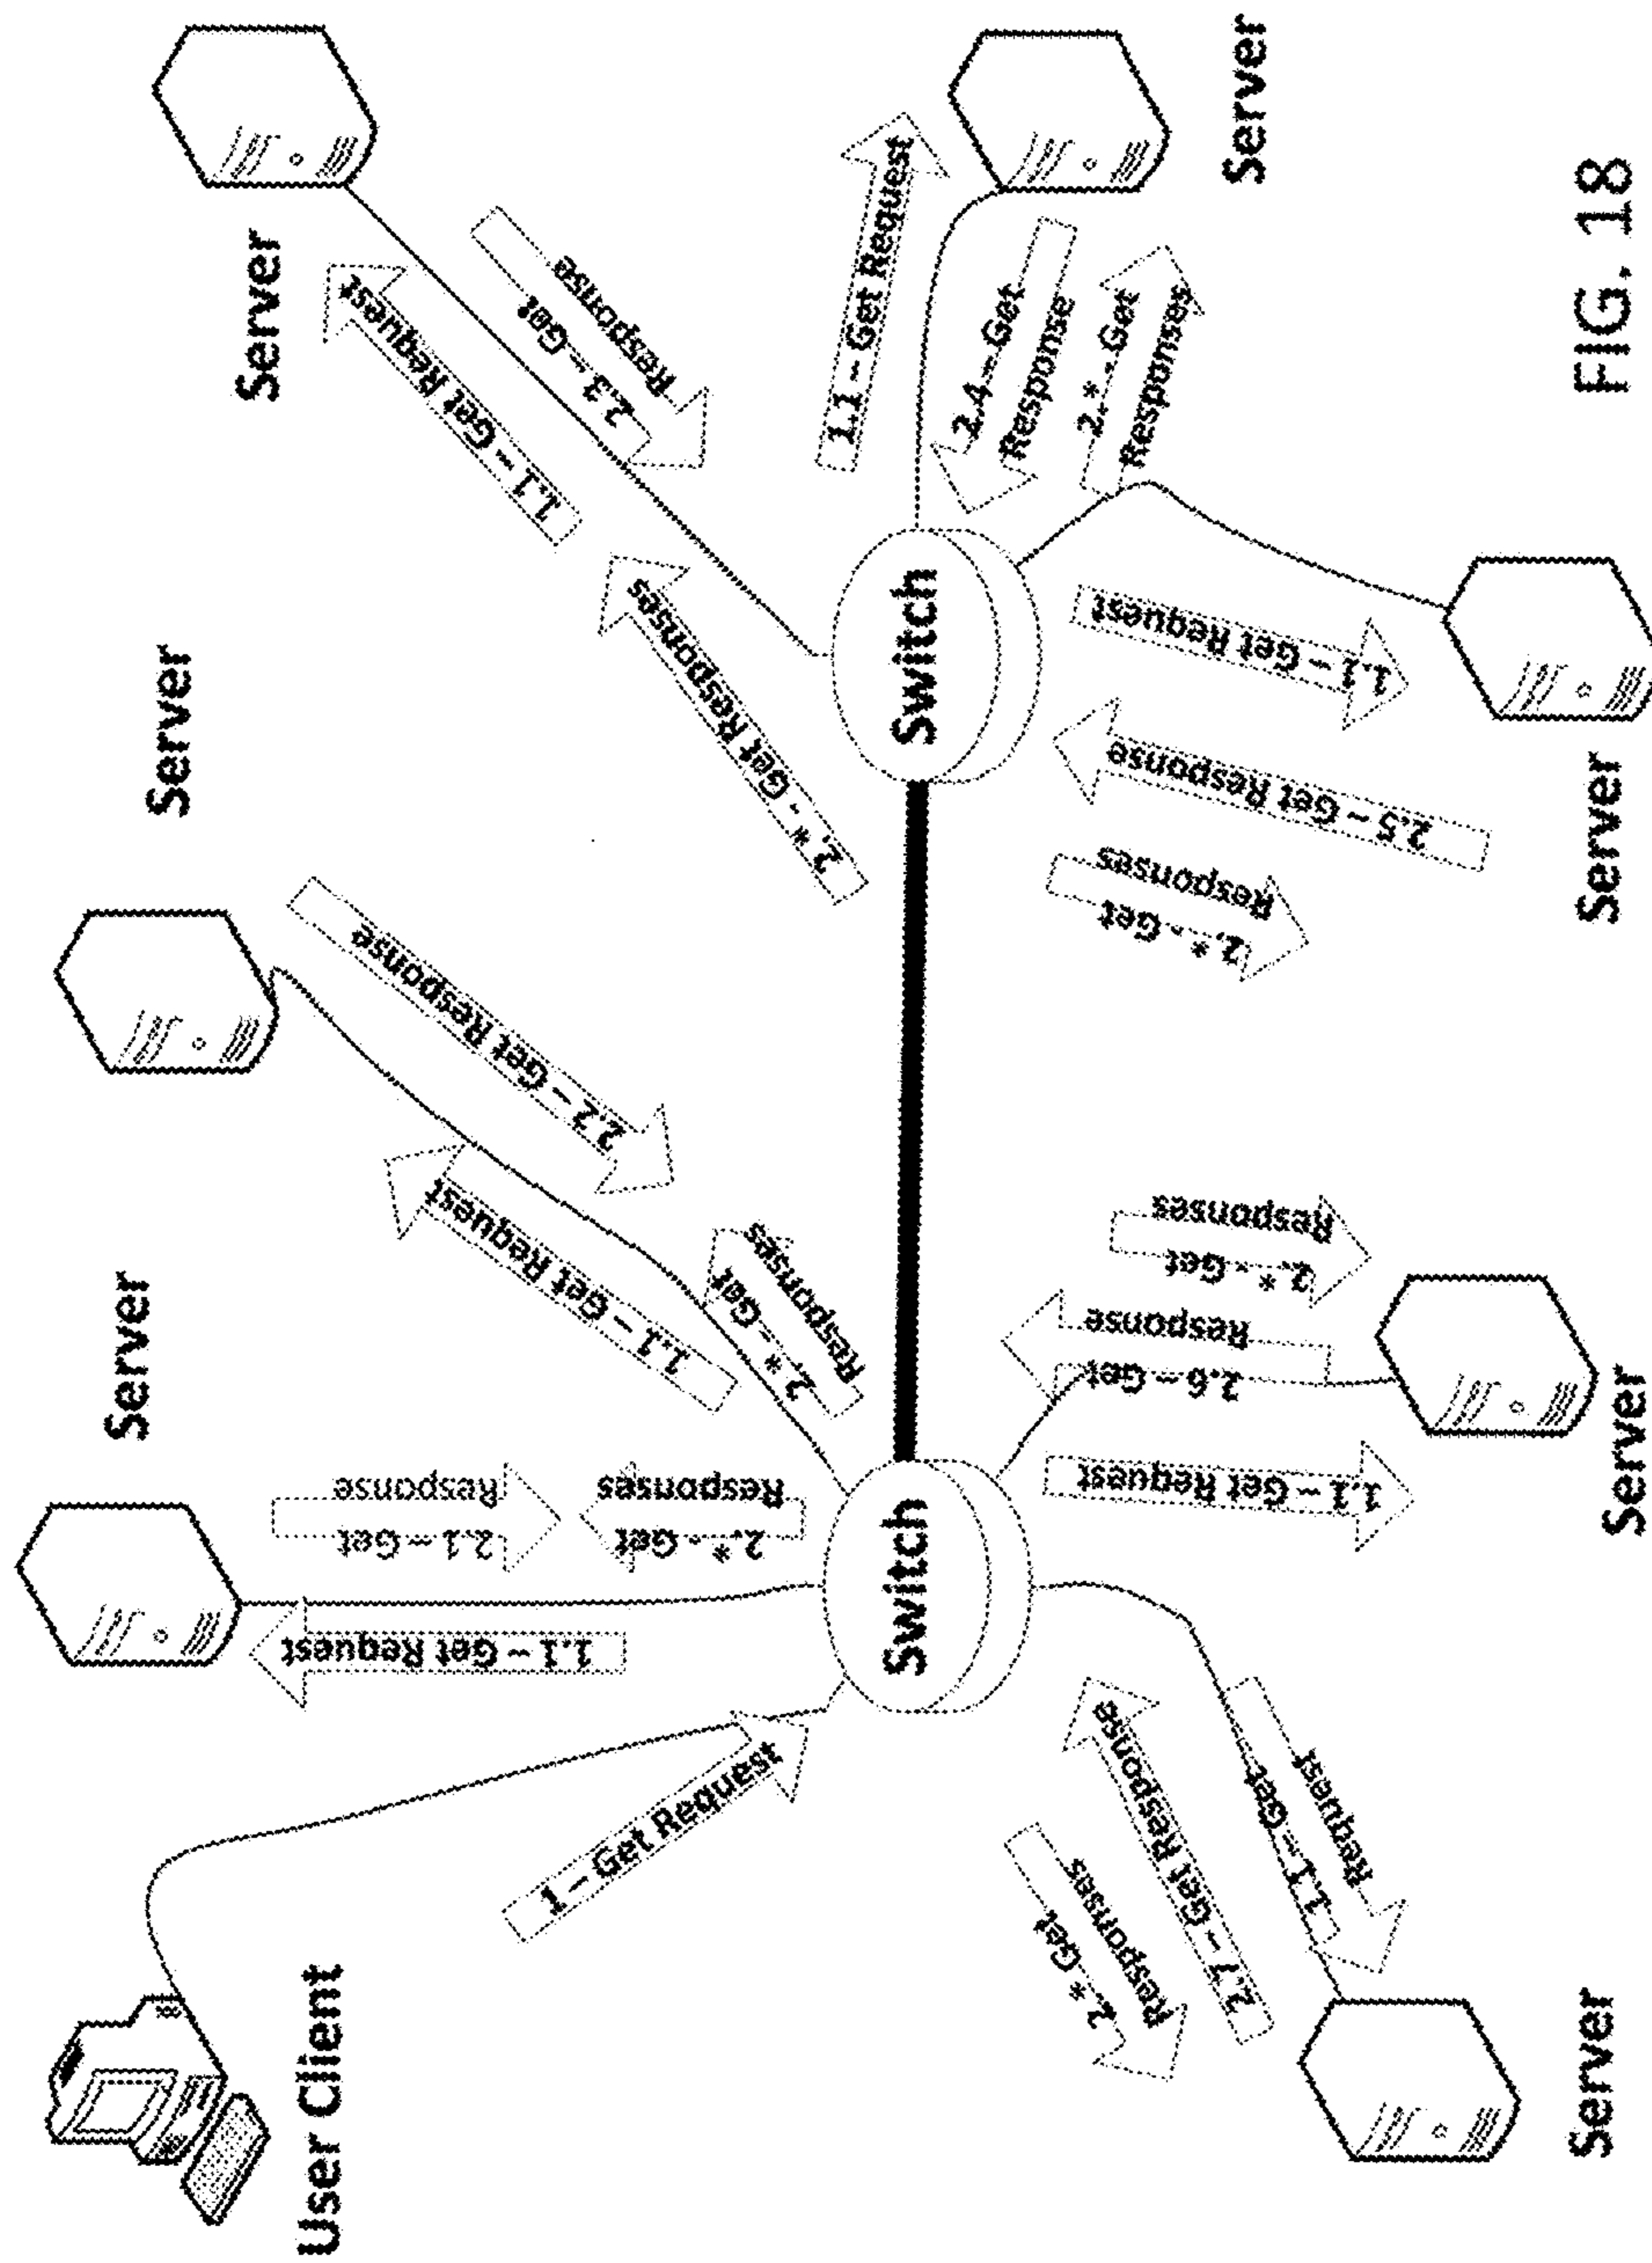 Server
Server
Server
User Client
1 – Get Request
1.1 – Get Request
2.1 – Get
Response
2.* - Get
Responses
1.1 – Get Request
2.2 – Get Response
2.* - Get
Responses
2.* - Get Responses
1.1 – Get Request
2.3 – Get
Response
Switch
Switch
1.1 – Get Request
2.4 – Get
Response
2.* - Get
Responses
2.* Get
Responses
2.7 – Get Response
1.1 – Get
Request
1.1 – Get Request
2.6 – Get
Response
2.* - Get
Responses
2.* - Get
Responses
2.5 – Get Response
1.1 – Get Request
Server
Server
Server
Server
FIG. 18